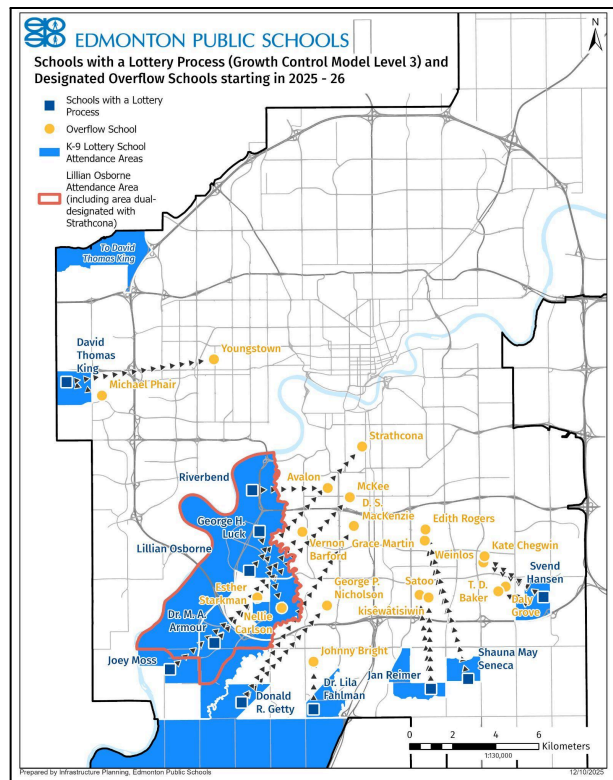 EDMONTON PUBLIC SCHOOLS
Schools with a Lottery Process (Growth Control Model Level 3) and
Designated Overflow Schools starting in 2025 - 26
N
Schools with a Lottery
Process
Overflow School
K-9 Lottery School
Attendance Areas
Lillian Osborne
Attendance Area
(including area dual-
designated with
Strathcona)
To David
Thomas King
David
Thomas
King
Youngstown
Michael Phair
Strathcona
Riverbend
Avalon
McKee
D. S.
MacKenzie
George H.
Luck
Edith Rogers
Vernon
Barford
Grace Martin
Kate Chegwin
Weinlos
Lillian Osborne
Svend
Hansen
Esther
Starkman
George P.
Nicholson
Satoo
T. D.
Baker
Daly
Grove
Nellie
Carlson
kisêwâtisiwin
Dr. M. A.
Armour
Johnny Bright
Joey Moss
Shauna May
Seneca
Jan Reimer
Dr. Lila
Fahlman
Donald
R. Getty
0 2 4 6
Kilometers
1:130,000
Prepared by Infrastructure Planning, Edmonton Public Schools
12/10/2025